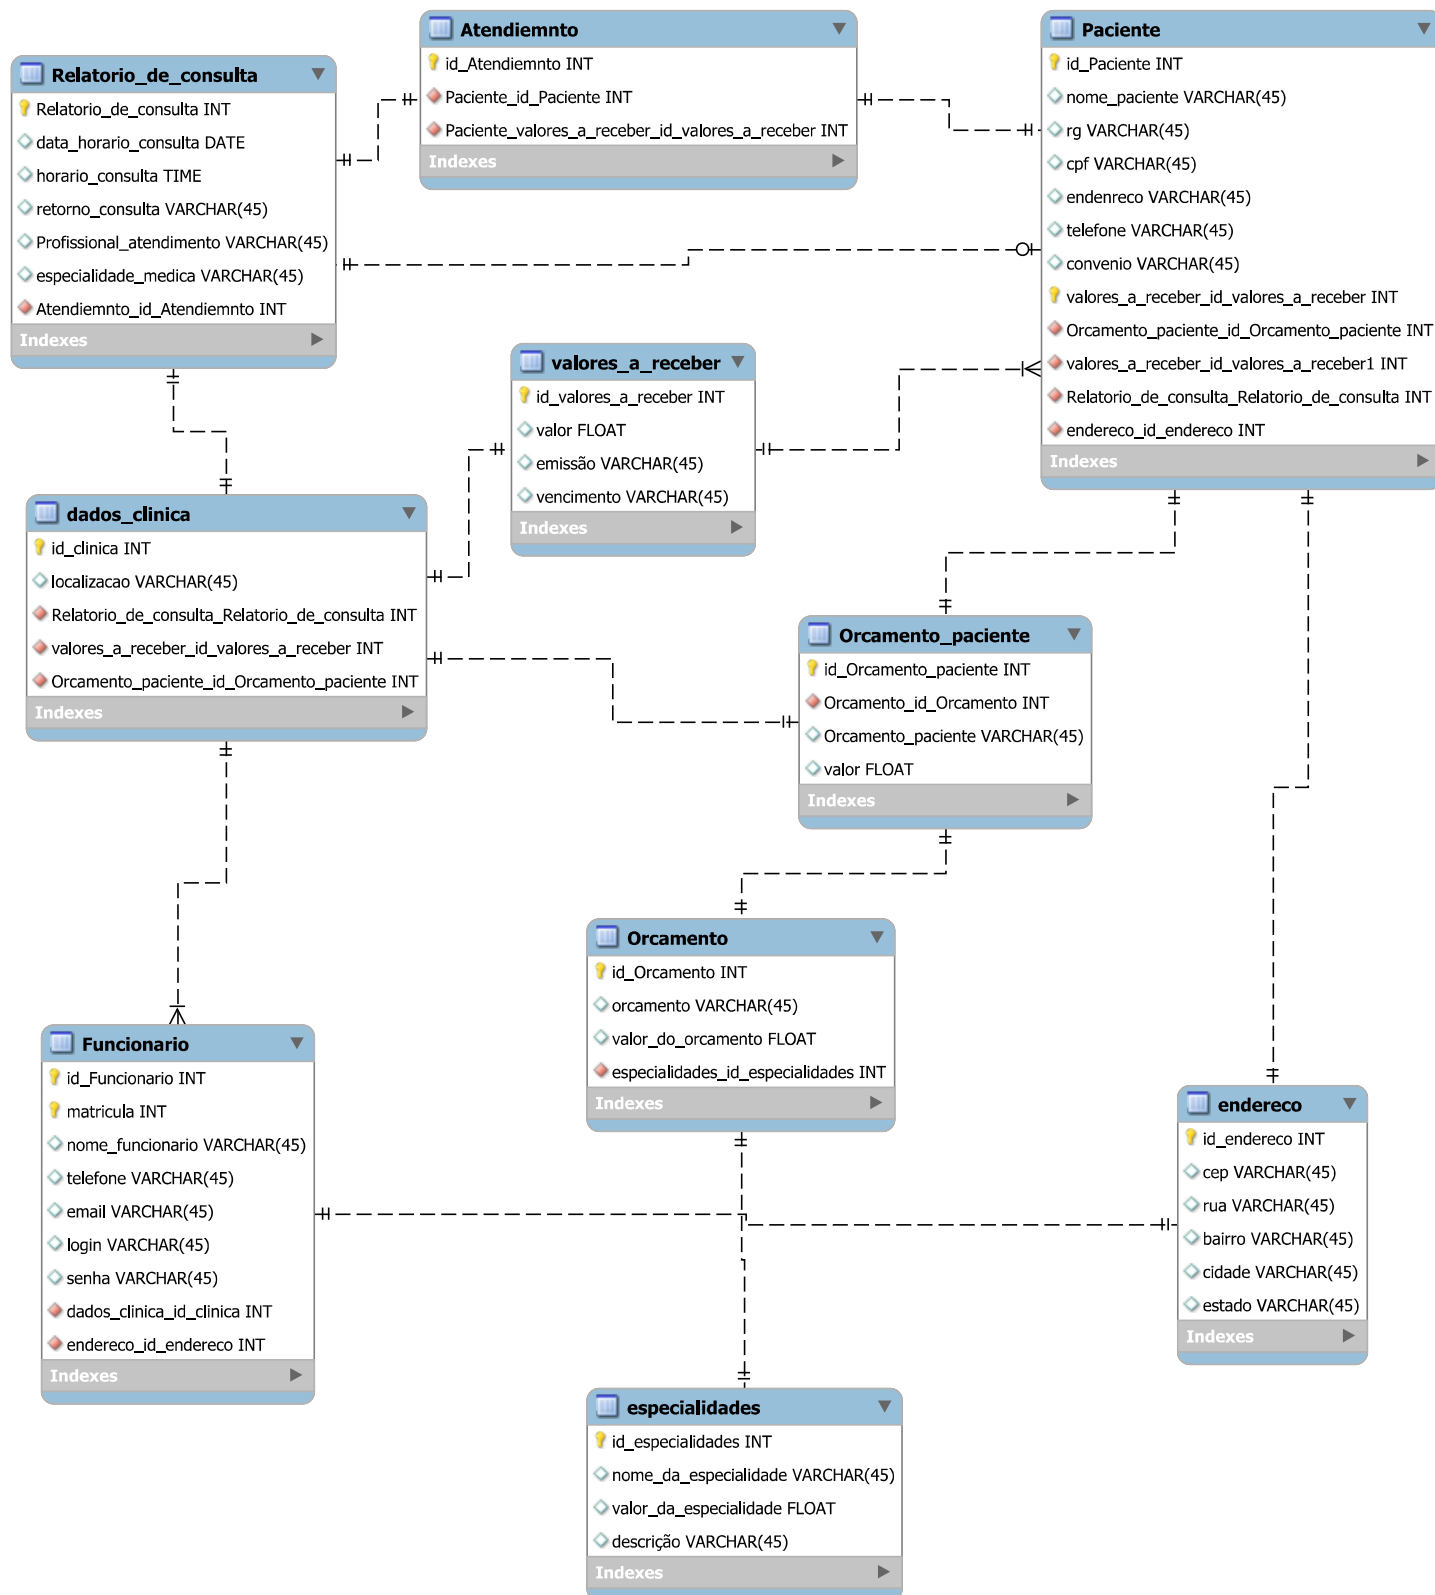 Atendiemnto
id_Atendiemnto INT
Paciente_id_Paciente INT
Paciente_valores_a_receber_id_valores_a_receber INT
Indexes
Paciente
id_Paciente INT
nome_paciente VARCHAR(45)
rg VARCHAR(45)
cpf VARCHAR(45)
endenreco VARCHAR(45)
telefone VARCHAR(45)
convenio VARCHAR(45)
valores_a_receber_id_valores_a_receber INT
Orcamento_paciente_id_Orcamento_paciente INT
valores_a_receber_id_valores_a_receber1 INT
Relatorio_de_consulta_Relatorio_de_consulta INT
endereco_id_endereco INT
Indexes
Relatorio_de_consulta
Relatorio_de_consulta INT
data_horario_consulta DATE
horario_consulta TIME
retorno_consulta VARCHAR(45)
Profissional_atendimento VARCHAR(45)
especialidade_medica VARCHAR(45)
Atendiemnto_id_Atendiemnto INT
Indexes
valores_a_receber
id_valores_a_receber INT
valor FLOAT
emissão VARCHAR(45)
vencimento VARCHAR(45)
Indexes
dados_clinica
id_clinica INT
localizacao VARCHAR(45)
Relatorio_de_consulta_Relatorio_de_consulta INT
valores_a_receber_id_valores_a_receber INT
Orcamento_paciente_id_Orcamento_paciente INT
Indexes
Orcamento_paciente
id_Orcamento_paciente INT
Orcamento_id_Orcamento INT
Orcamento_paciente VARCHAR(45)
valor FLOAT
Indexes
Orcamento
id_Orcamento INT
orcamento VARCHAR(45)
valor_do_orcamento FLOAT
especialidades_id_especialidades INT
Indexes
Funcionario
id_Funcionario INT
matricula INT
nome_funcionario VARCHAR(45)
telefone VARCHAR(45)
email VARCHAR(45)
login VARCHAR(45)
senha VARCHAR(45)
dados_clinica_id_clinica INT
endereco_id_endereco INT
Indexes
endereco
id_endereco INT
cep VARCHAR(45)
rua VARCHAR(45)
bairro VARCHAR(45)
cidade VARCHAR(45)
estado VARCHAR(45)
Indexes
especialidades
id_especialidades INT
nome_da_especialidade VARCHAR(45)
valor_da_especialidade FLOAT
descrição VARCHAR(45)
Indexes